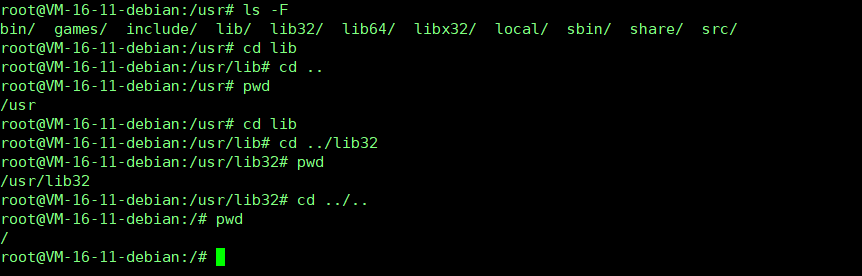 root@VM-16-11-debian:/usr# ls -F
bin/  games/  include/  lib/  lib32/  lib64/  libx32/  local/  sbin/  share/  src/
root@VM-16-11-debian:/usr# cd lib
root@VM-16-11-debian:/usr/lib# cd ..
root@VM-16-11-debian:/usr# pwd
/usr
root@VM-16-11-debian:/usr# cd lib
root@VM-16-11-debian:/usr/lib# cd ../lib32
root@VM-16-11-debian:/usr/lib32# pwd
/usr/lib32
root@VM-16-11-debian:/usr/lib32# cd ../..
root@VM-16-11-debian:/# pwd
/
root@VM-16-11-debian:/#